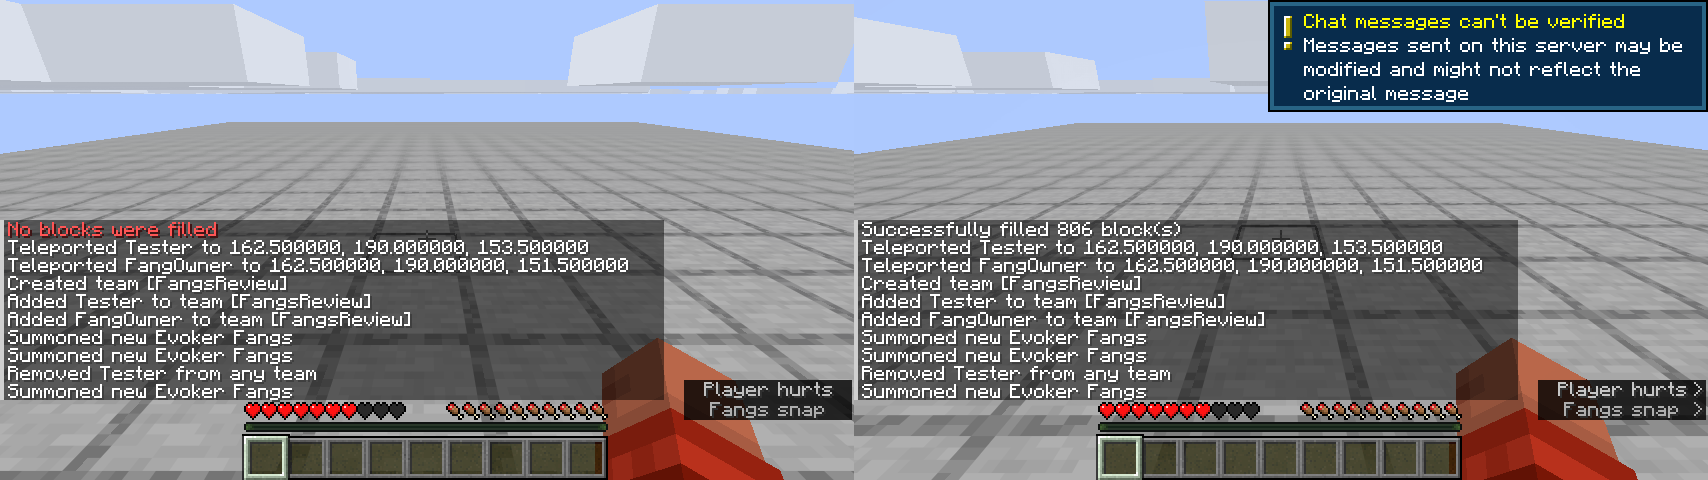 No blocks were filled
Teleported Tester to 162.500000, 190.000000, 153.500000
Teleported FangOwner to 162.500000, 190.000000, 151.500000
Created team [FangsReview]
Added Tester to team [FangsReview]
Added FangOwner to team [FangsReview]
Summoned new Evoker Fangs
Summoned new Evoker Fangs
Removed Tester from any team
Summoned new Evoker Fangs
Player hurts
Fangs snap
Chat messages can't be verified
Messages sent on this server may be
modified and might not reflect the
original message
Successfully filled 806 block(s)
Teleported Tester to 162.500000, 190.000000, 153.500000
Teleported FangOwner to 162.500000, 190.000000, 151.500000
Created team [FangsReview]
Added Tester to team [FangsReview]
Added FangOwner to team [FangsReview]
Summoned new Evoker Fangs
Summoned new Evoker Fangs
Removed Tester from any team
Summoned new Evoker Fangs
Player hurts >
Fangs snap >